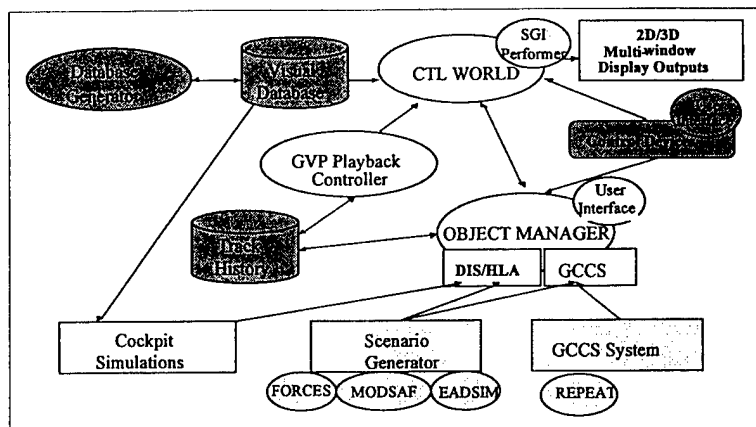 SGI
Performer
2D/3D
Multi-window
Display Outputs
Database
Generator
Visual
Database
CTL WORLD
Control Devices
GVP Playback
Controller
User
Interface
Track
History
OBJECT MANAGER
DIS/HLA
GCCS
Cockpit
Simulations
Scenario
Generator
GCCS System
FORCES
MODSAF
EADSIM
REPEAT